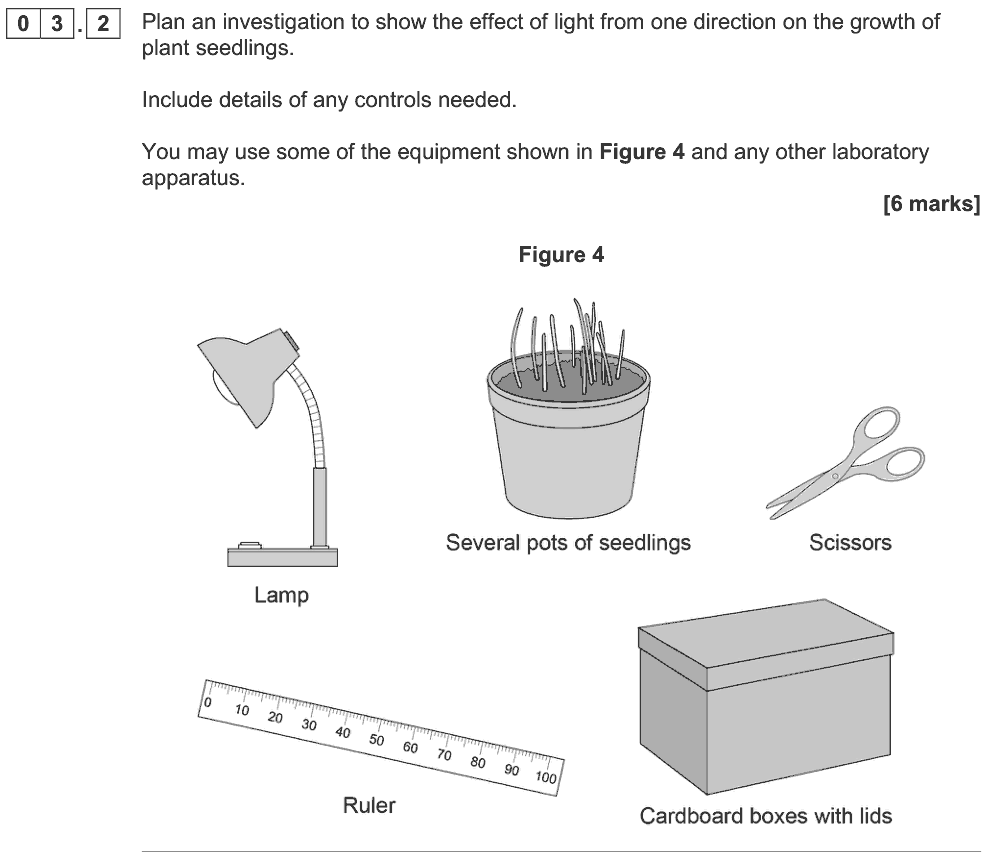 0 3 . 2 Plan an investigation to show the effect of light from one direction on the growth of
plant seedlings.
Include details of any controls needed.
You may use some of the equipment shown in Figure 4 and any other laboratory
apparatus.
[6 marks]
Figure 4
Several pots of seedlings
Scissors
Lamp
0 10 20 30 40 50 60 70 80 90 100
Ruler
Cardboard boxes with lids